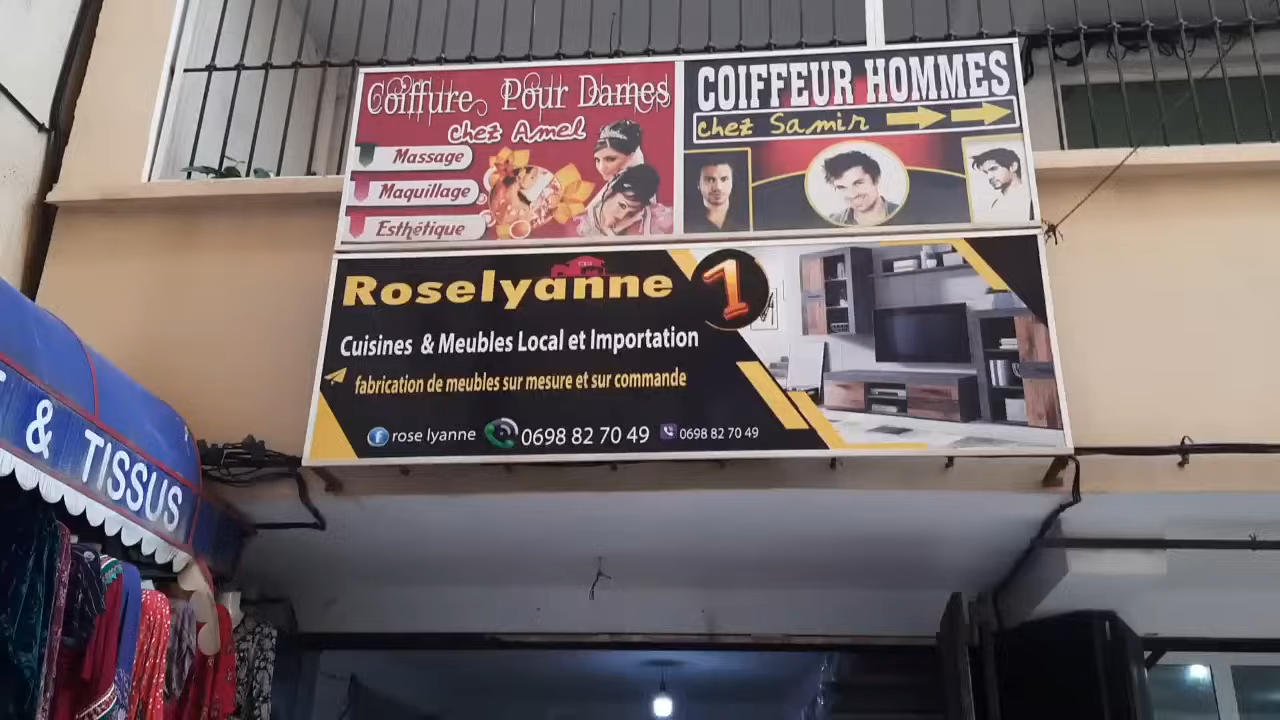 Coiffure Pour Dames
chez Amel
Massage
Maquillage
Esthétique
COIFFEUR HOMMES
chez Samir
Roselyanne 1
Cuisines & Meubles Local et Importation
fabrication de meubles sur mesure et sur commande
rose lyanne 0698 82 70 49 0698 82 70 49
& TISSUS